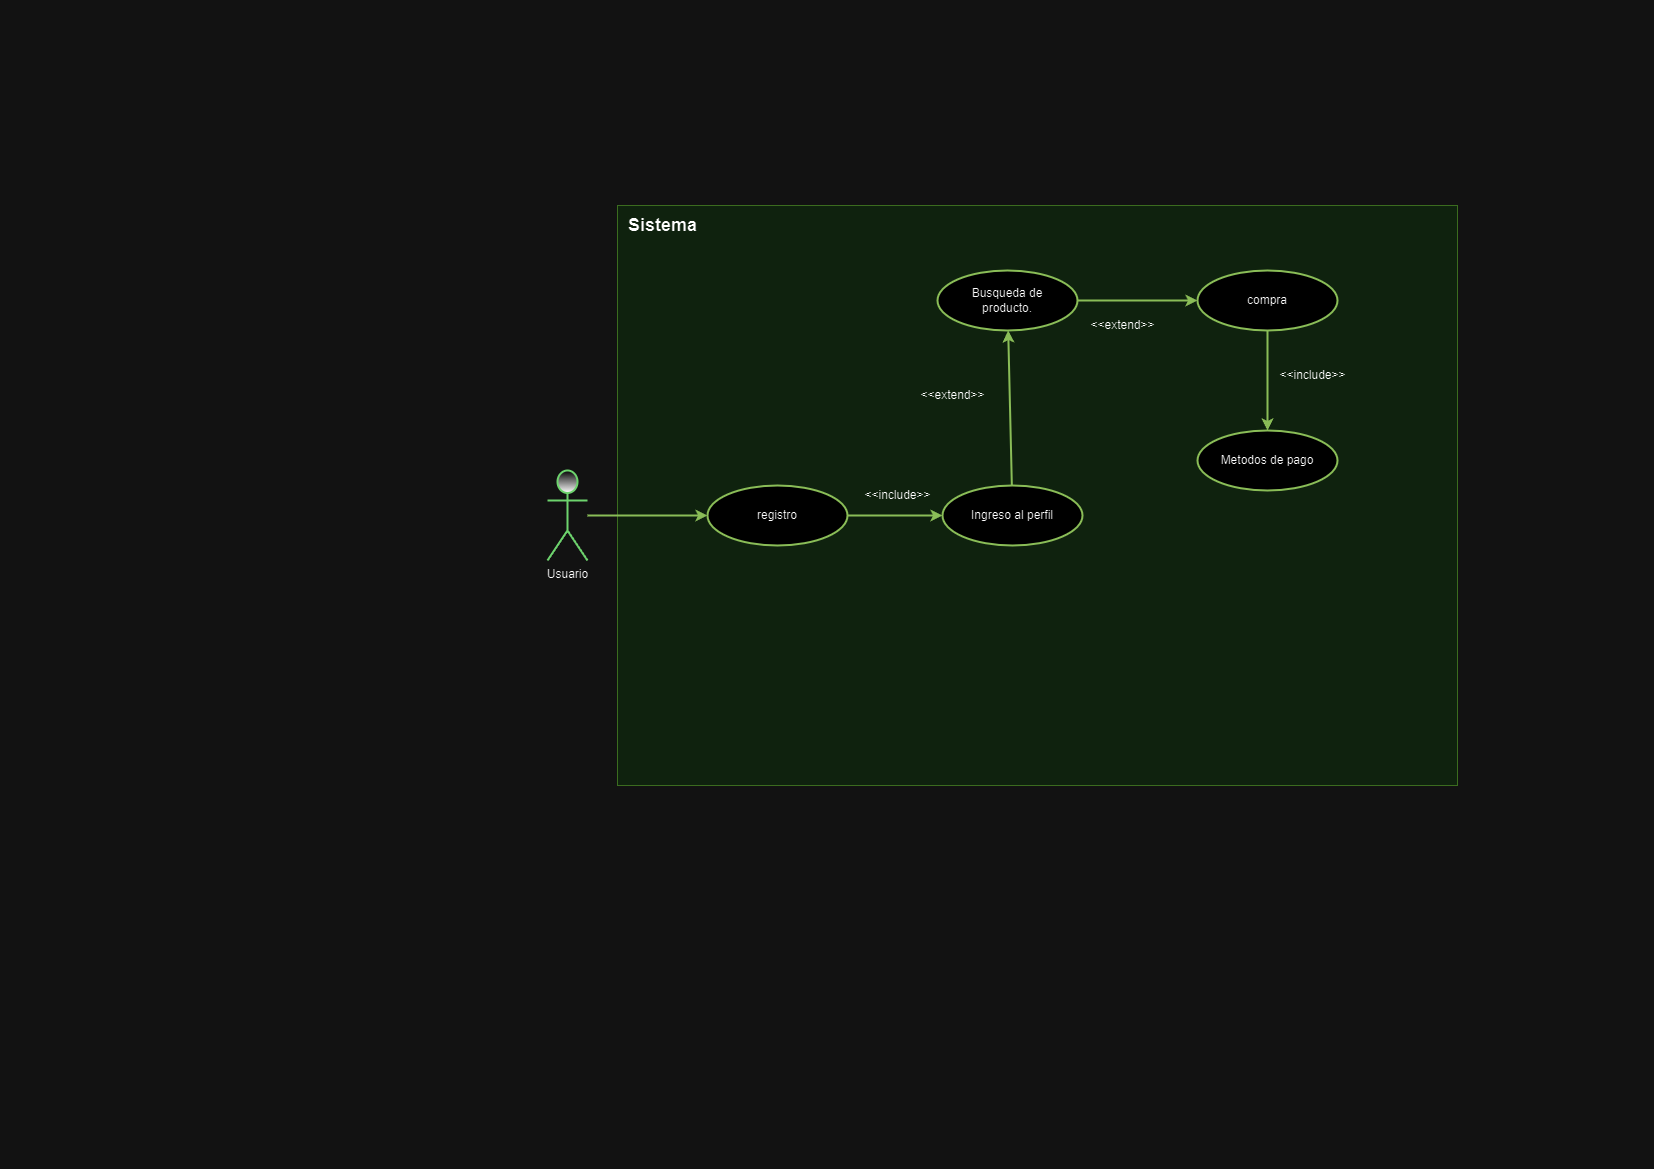 Sistema
Busqueda de
producto.
compra
<<extend>>
<<include>>
<<extend>>
Metodos de pago
<<include>>
registro
Ingreso al perfil
Usuario